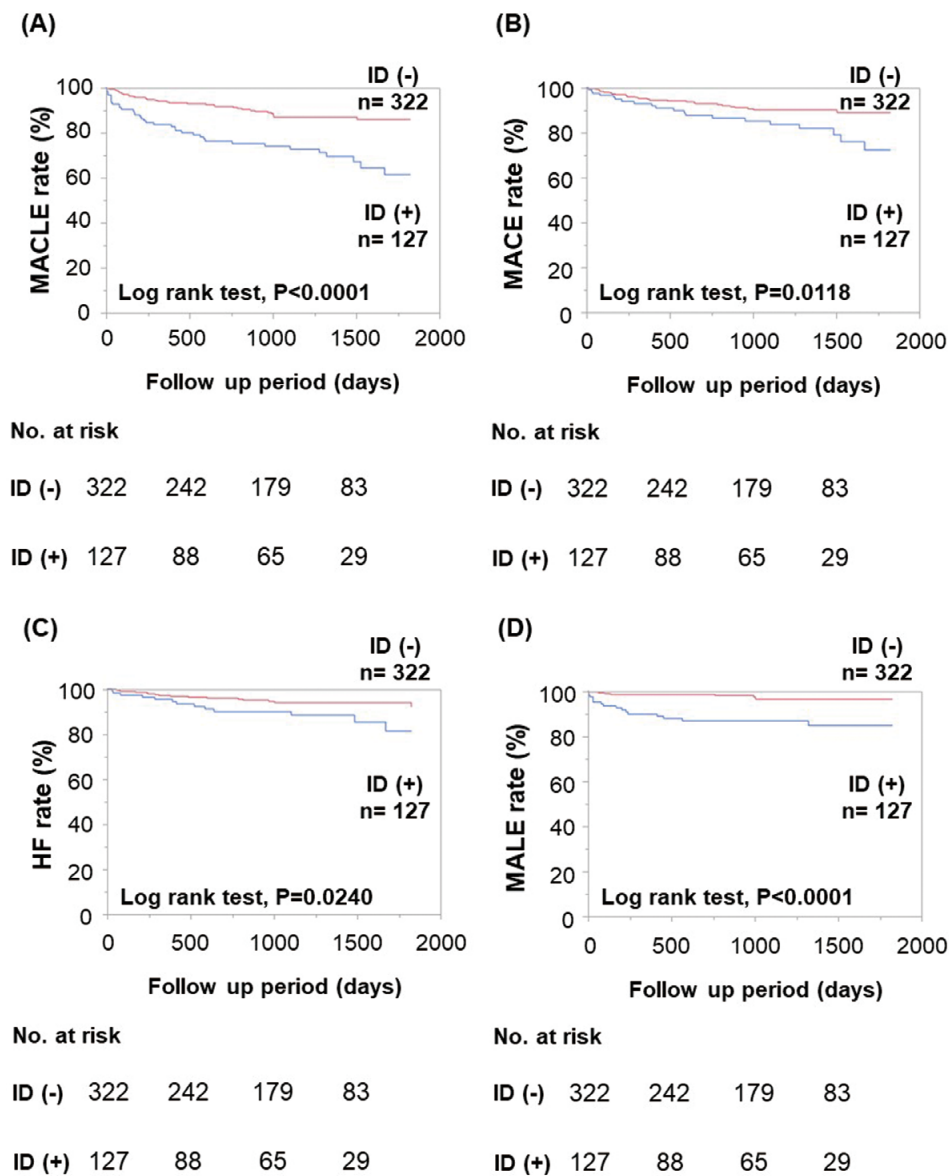 (A)
ID (-)
n= 322
100
80
60
40
20
0
MACLE rate (%)
ID (+)
n= 127
Log rank test, P<0.0001
0 500 1000 1500 2000
Follow up period (days)
No. at risk
ID (-) 322 242 179 83
ID (+) 127 88 65 29
(B)
ID (-)
n= 322
100
80
60
40
20
0
MACE rate (%)
ID (+)
n= 127
Log rank test, P=0.0118
0 500 1000 1500 2000
Follow up period (days)
No. at risk
ID (-) 322 242 179 83
ID (+) 127 88 65 29
(C)
ID (-)
n= 322
100
80
60
40
20
0
HF rate (%)
ID (+)
n= 127
Log rank test, P=0.0240
0 500 1000 1500 2000
Follow up period (days)
No. at risk
ID (-) 322 242 179 83
ID (+) 127 88 65 29
(D)
ID (-)
n= 322
100
80
60
40
20
0
MALE rate (%)
ID (+)
n= 127
Log rank test, P<0.0001
0 500 1000 1500 2000
Follow up period (days)
No. at risk
ID (-) 322 242 179 83
ID (+) 127 88 65 29